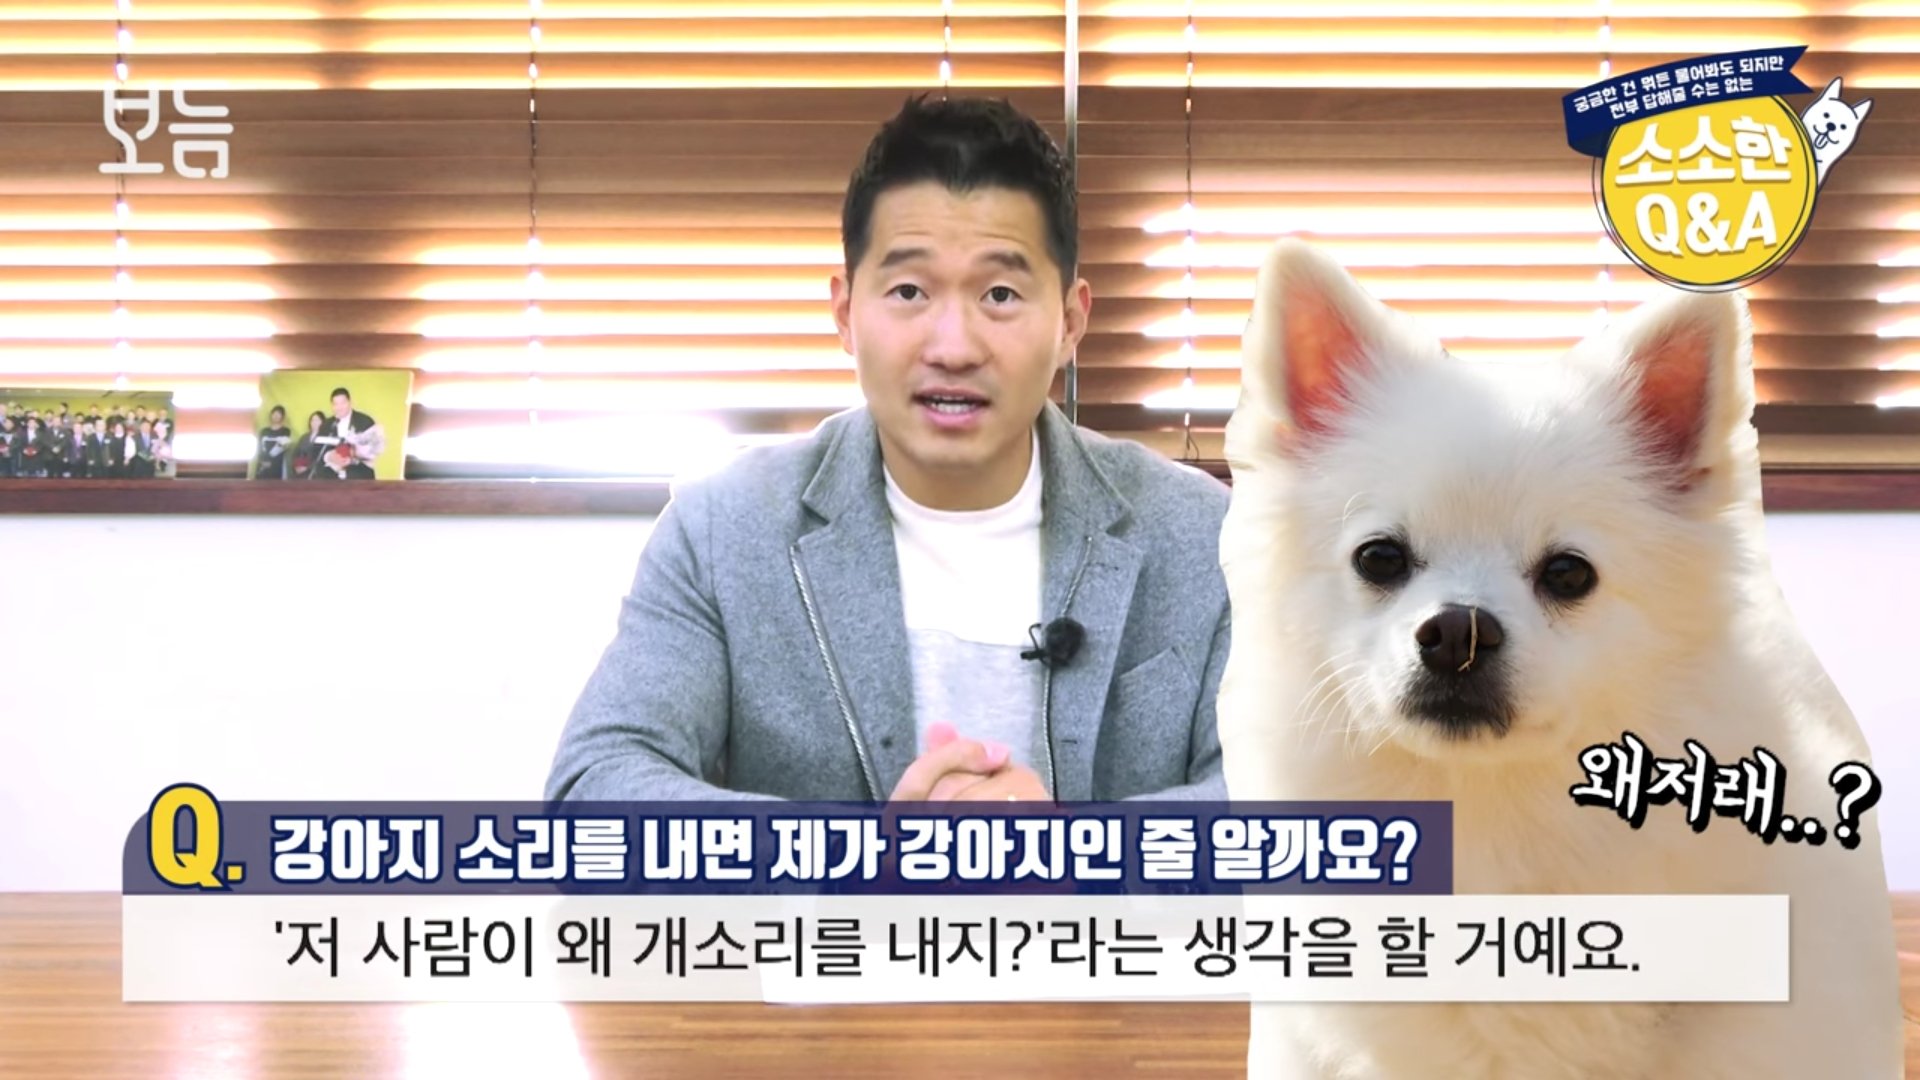 보듬
궁금한 건 뭐든 물어봐도 되지만
전부 답해줄 수는 없는
소소한
Q&A
왜저래..?
Q. 강아지 소리를 내면 제가 강아지인 줄 알까요?
'저 사람이 왜 개소리를 내지?'라는 생각을 할 거예요.